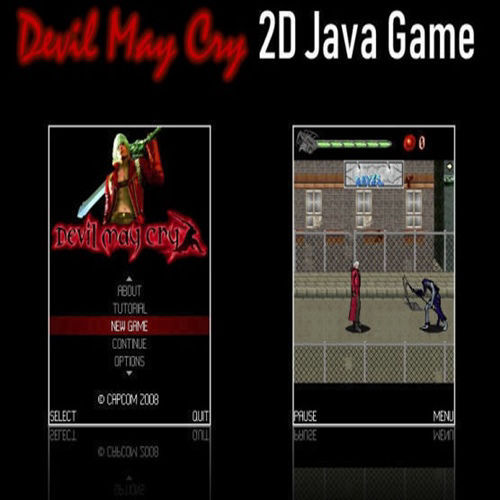 Devil May Cry 2D Java Game
0
Devil may cry
ABOUT
TUTORIAL
NEW GAME
CONTINUE
OPTIONS
© CAPCOM 2008
SELECT QUIT
PAUSE MENU